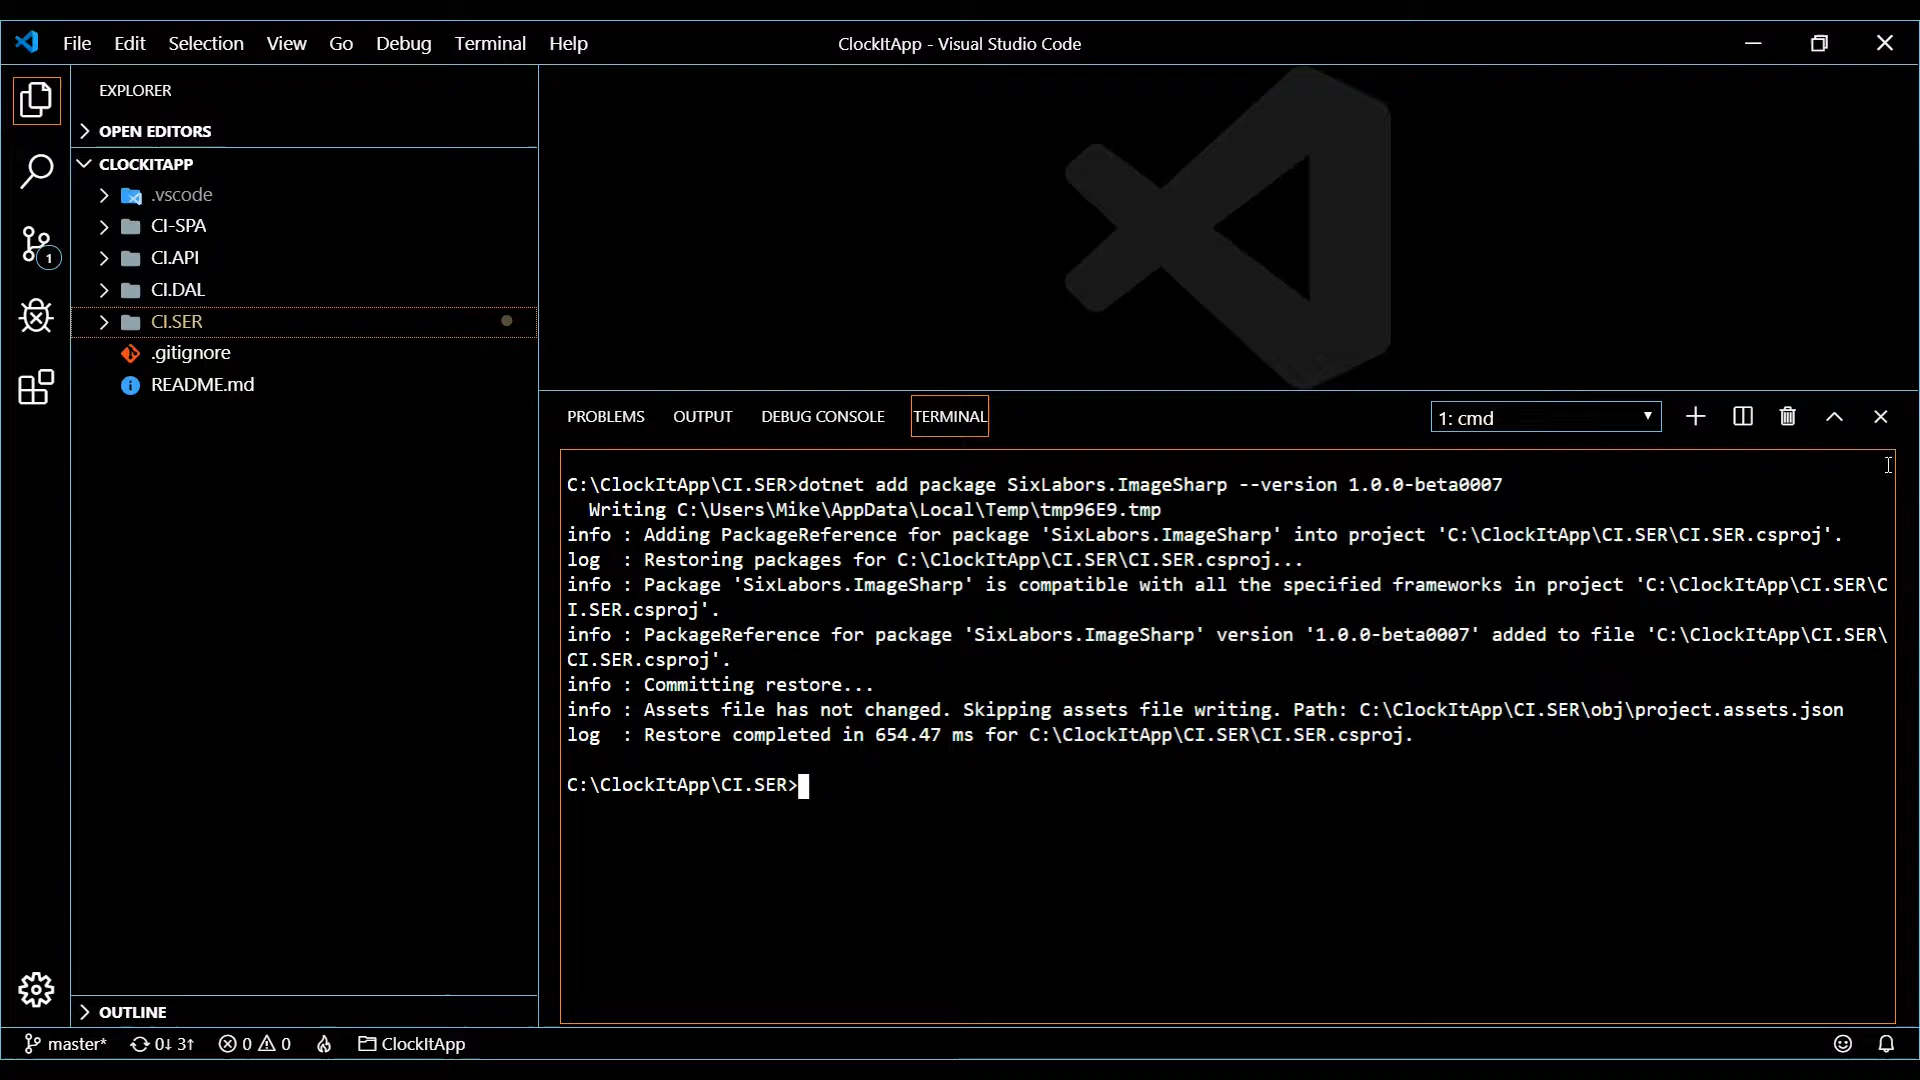 File Edit Selection View Go Debug Terminal Help
ClockItApp - Visual Studio Code
EXPLORER
OPEN EDITORS
CLOCKITAPP
.vscode
CI-SPA
CI.API
CI.DAL
CI.SER
.gitignore
README.md
OUTLINE
1
PROBLEMS OUTPUT DEBUG CONSOLE TERMINAL
1: cmd
C:\ClockItApp\CI.SER>dotnet add package SixLabors.ImageSharp --version 1.0.0-beta0007
Writing C:\Users\Mike\AppData\Local\Temp\tmp96E9.tmp
info : Adding PackageReference for package 'SixLabors.ImageSharp' into project 'C:\ClockItApp\CI.SER\CI.SER.csproj'.
log : Restoring packages for C:\ClockItApp\CI.SER\CI.SER.csproj...
info : Package 'SixLabors.ImageSharp' is compatible with all the specified frameworks in project 'C:\ClockItApp\CI.SER\C
I.SER.csproj'.
info : PackageReference for package 'SixLabors.ImageSharp' version '1.0.0-beta0007' added to file 'C:\ClockItApp\CI.SER\
CI.SER.csproj'.
info : Committing restore...
info : Assets file has not changed. Skipping assets file writing. Path: C:\ClockItApp\CI.SER\obj\project.assets.json
log : Restore completed in 654.47 ms for C:\ClockItApp\CI.SER\CI.SER.csproj.
C:\ClockItApp\CI.SER>
master* 0↓ 3↑ 0 0 ClockItApp